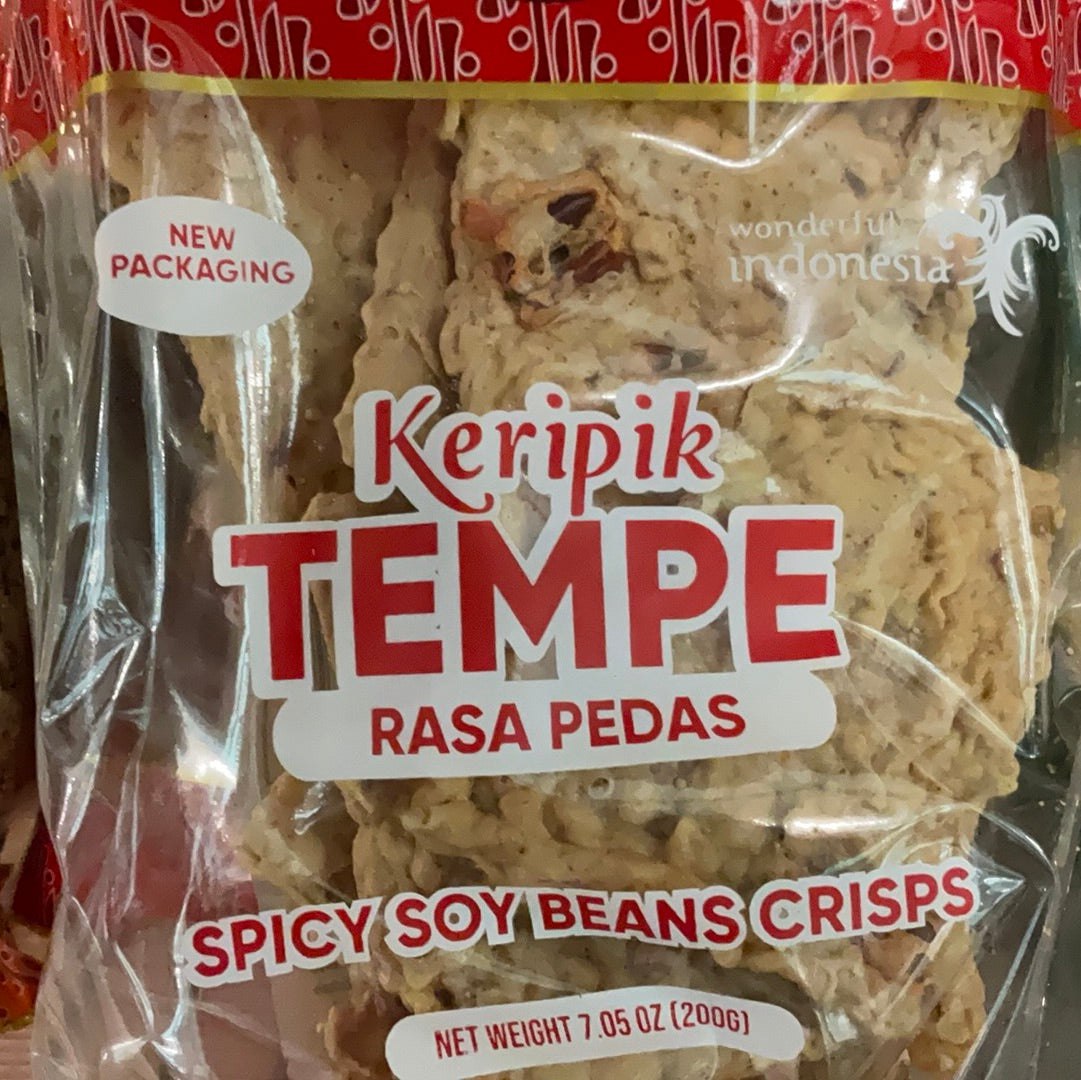 NEW
PACKAGING
wonderful
indonesia
Keripik
TEMPE
RASA PEDAS
SPICY SOY BEANS CRISPS
NET WEIGHT 7.05 OZ (200G)